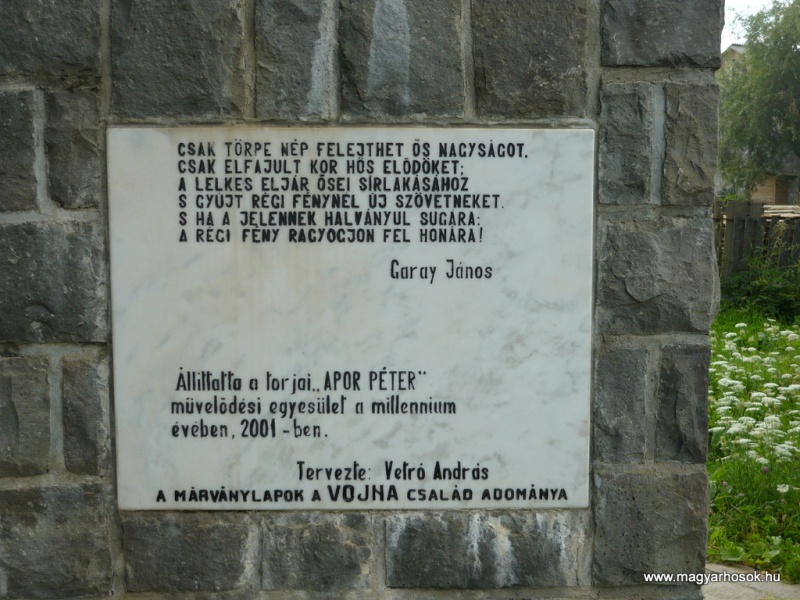 CSAK TÖRPE NÉP FELEJTHET ŐS NAGYSÁGOT,
CSAK ELFAJULT KOR HŐS ELŐDÖKET;
A LELKES ELJÁR ŐSEI SÍRLAKÁSÁHOZ
S GYÚJT RÉGI FÉNYNÉL ÚJ SZÖVÉTNEKET.
S HA A JELENNEK HALVÁNYUL SUGÁRA:
A RÉGI FÉNY RAGYOGJON FEL HONÁRA!
Garay János
Állíttatta a torjai „APOR PÉTER"
művelődési egyesület a millennium
évében, 2001-ben.
Tervezte: Vetró András
A MÁRVÁNYLAPOK A VOJNA CSALÁD ADOMÁNYA
www.magyarhosok.hu